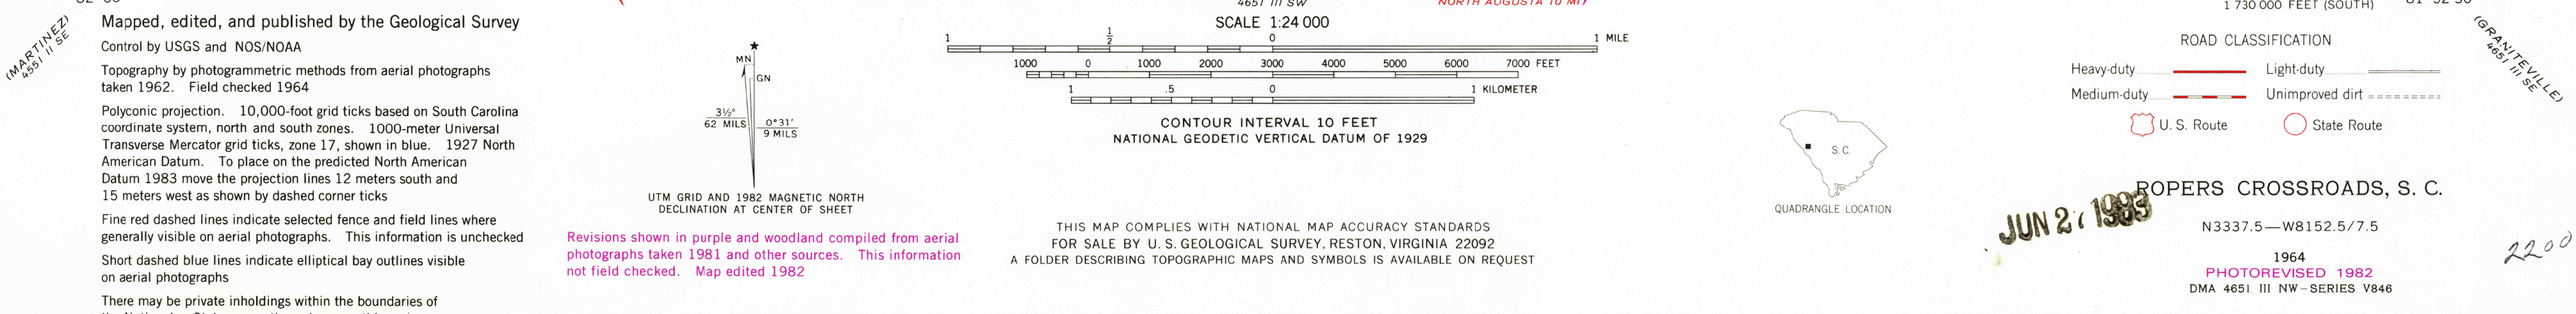 (MARTINEZ)
4551 II SE
Mapped, edited, and published by the Geological Survey
Control by USGS and NOS/NOAA
Topography by photogrammetric methods from aerial photographs
taken 1962. Field checked 1964
Polyconic projection. 10,000-foot grid ticks based on South Carolina
coordinate system, north and south zones. 1000-meter Universal
Transverse Mercator grid ticks, zone 17, shown in blue. 1927 North
American Datum. To place on the predicted North American
Datum 1983 move the projection lines 12 meters south and
15 meters west as shown by dashed corner ticks
Fine red dashed lines indicate selected fence and field lines where
generally visible on aerial photographs. This information is unchecked
Short dashed blue lines indicate elliptical bay outlines visible
on aerial photographs
There may be private inholdings within the boundaries of
MN
GN
3½°
62 MILS
0°31′
9 MILS
UTM GRID AND 1982 MAGNETIC NORTH
DECLINATION AT CENTER OF SHEET
Revisions shown in purple and woodland compiled from aerial
photographs taken 1981 and other sources. This information
not field checked. Map edited 1982
4651 III SW
NORTH AUGUSTA 10 MI.
SCALE 1:24 000
1 ½ 0 1 MILE
1000 0 1000 2000 3000 4000 5000 6000 7000 FEET
1 .5 0 1 KILOMETER
CONTOUR INTERVAL 10 FEET
NATIONAL GEODETIC VERTICAL DATUM OF 1929
THIS MAP COMPLIES WITH NATIONAL MAP ACCURACY STANDARDS
FOR SALE BY U. S. GEOLOGICAL SURVEY, RESTON, VIRGINIA 22092
A FOLDER DESCRIBING TOPOGRAPHIC MAPS AND SYMBOLS IS AVAILABLE ON REQUEST
S. C.
QUADRANGLE LOCATION
1 730 000 FEET (SOUTH)
(GRANITEVILLE)
4651 III SE
ROAD CLASSIFICATION
Heavy-duty Light-duty
Medium-duty Unimproved dirt
U. S. Route State Route
JUN 27 1983
ROPERS CROSSROADS, S. C.
N3337.5—W8152.5/7.5
1964
PHOTOREVISED 1982
DMA 4651 III NW–SERIES V846
2200